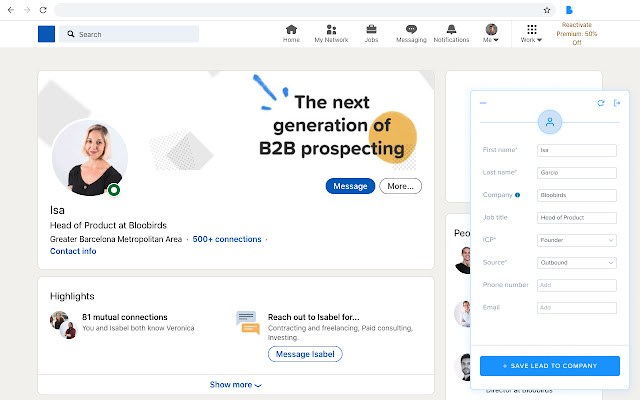 Search
Home
My Network
Jobs
Messaging
Notifications
Me
Work
Reactivate
Premium: 50%
Off
The next
generation of
B2B prospecting
Message
More...
Isa
Head of Product at Bloobirds
Greater Barcelona Metropolitan Area · 500+ connections ·
Contact info
Highlights
81 mutual connections
You and Isabel both know Veronica
Reach out to Isabel for...
Contracting and freelancing, Paid consulting,
Investing.
Message Isabel
Show more
Peo
Director at Bloobirds
First name* Isa
Last name* Garcia
Company Bloobirds
Job title Head of Product
ICP* Founder
Source* Outbound
Phone number Add
Email Add
+ SAVE LEAD TO COMPANY